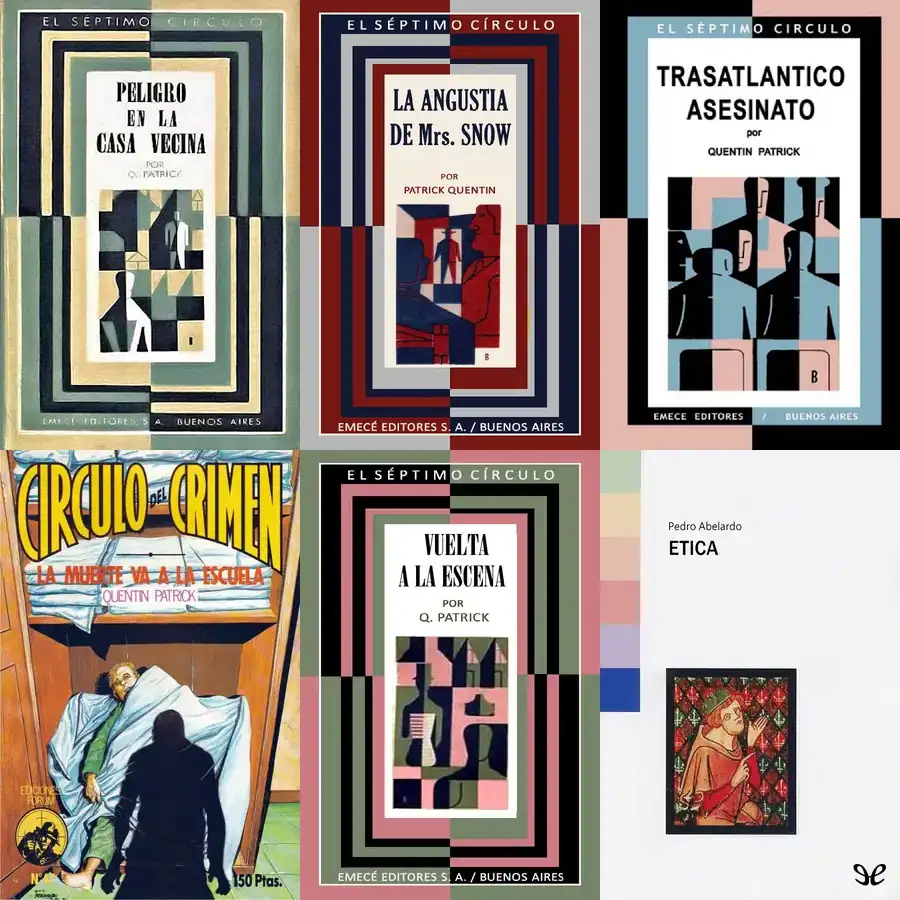 EL SÉPTIMO CÍRCULO
PELIGRO
EN LA
CASA VECINA
POR
Q. PATRICK
EMECÉ EDITORES, S. A. BUENOS AIRES
EL SÉPTIMO CÍRCULO
LA ANGUSTIA
DE Mrs. SNOW
POR
PATRICK QUENTIN
B
EMECÉ EDITORES S. A. / BUENOS AIRES
EL SÉPTIMO CIRCULO
TRASATLANTICO
ASESINATO
por
QUENTIN PATRICK
B
EMECE EDITORES / BUENOS AIRES
CIRCULO DEL CRIMEN
LA MUERTE VA A LA ESCUELA
QUENTIN PATRICK
EDICIONES
FORUM
150 Ptas.
EL SÉPTIMO CÍRCULO
VUELTA
A LA ESCENA
POR
Q. PATRICK
EMECÉ EDITORES S. A. / BUENOS AIRES
Pedro Abelardo
ETICA